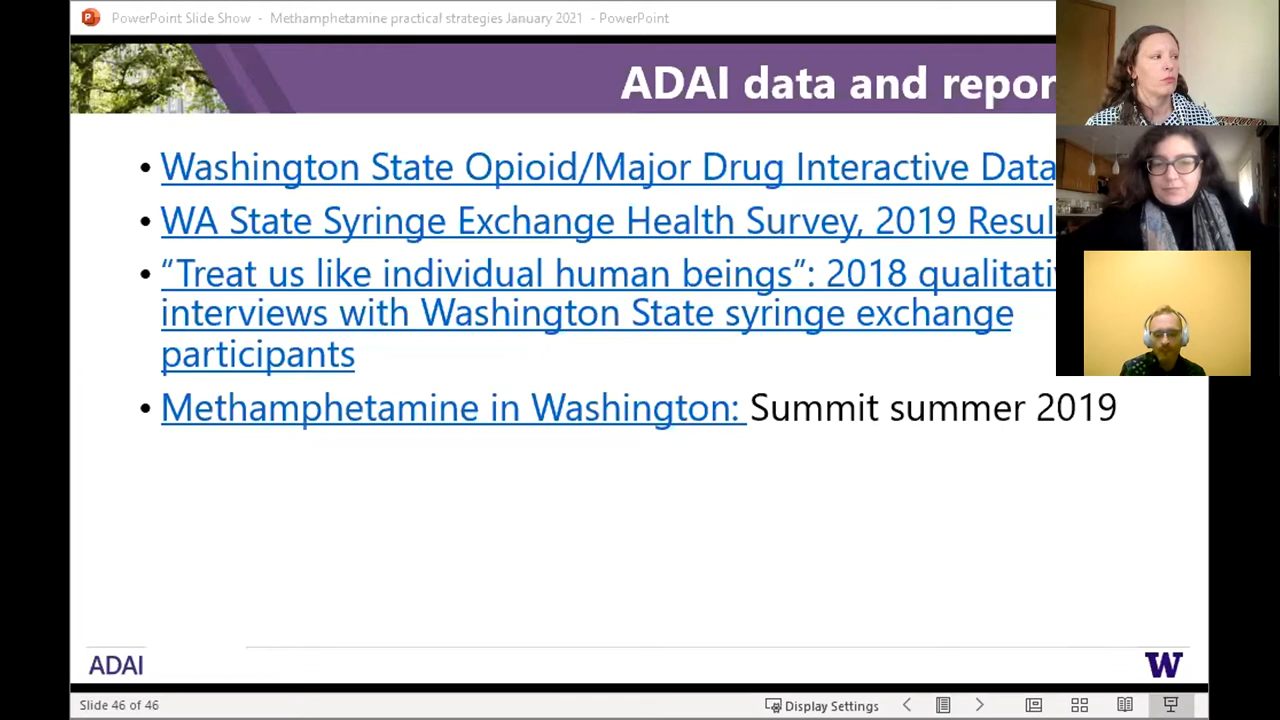 PowerPoint Slide Show - Methamphetamine practical strategies January 2021 - PowerPoint
ADAI data and repor
• Washington State Opioid/Major Drug Interactive Data
• WA State Syringe Exchange Health Survey, 2019 Resul
• “Treat us like individual human beings”: 2018 qualitati
interviews with Washington State syringe exchange
participants
• Methamphetamine in Washington: Summit summer 2019
ADAI
W
Slide 46 of 46
Display Settings